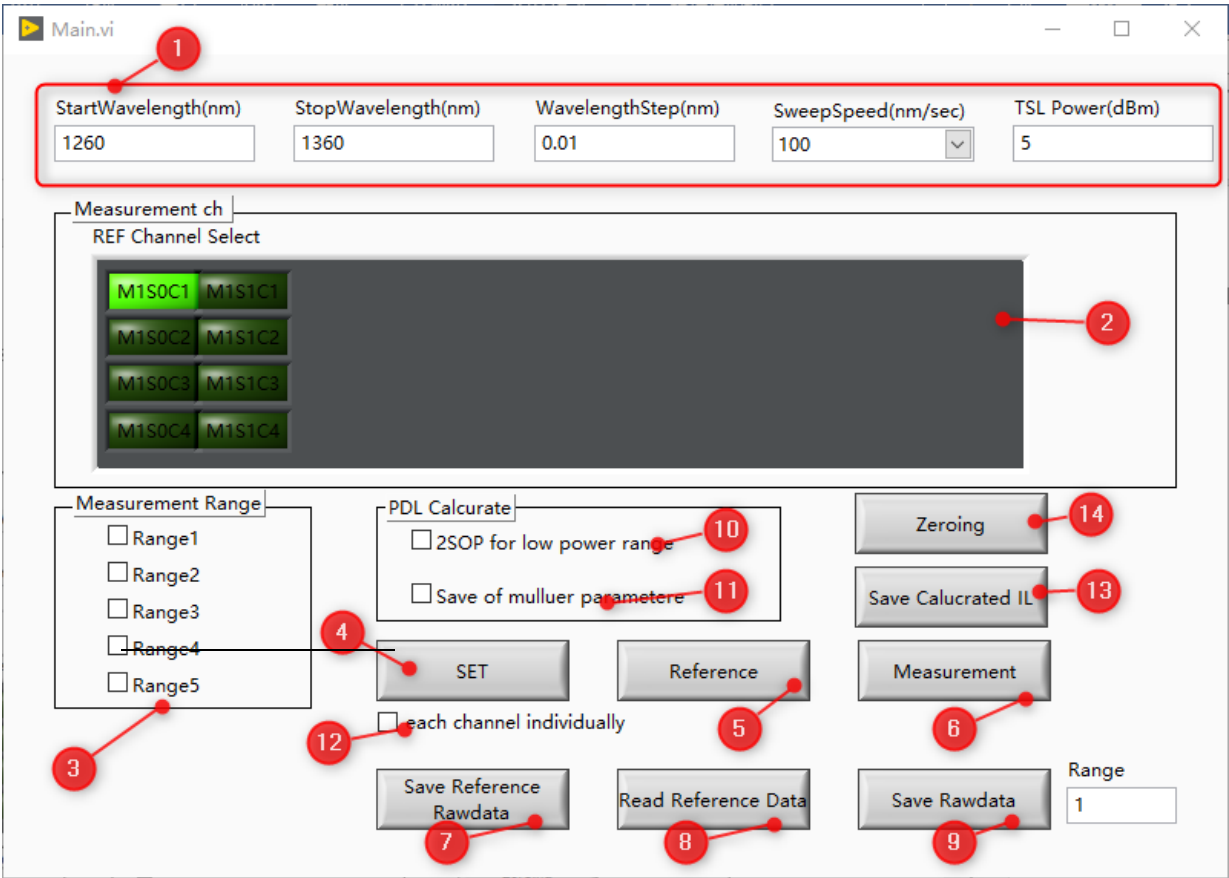 Main.vi
1
StartWavelength(nm) StopWavelength(nm) WavelengthStep(nm) SweepSpeed(nm/sec) TSL Power(dBm)
1260 1360 0.01 100 5
Measurement ch
REF Channel Select
M1S0C1 M1S1C1
2
M1S0C2 M1S1C2
M1S0C3 M1S1C3
M1S0C4 M1S1C4
Measurement Range
Range1
Range2
Range3
Range4
Range5
3
PDL Calcurate
2SOP for low power range
10
Save of mulluer parametere
11
Zeroing
14
Save Calucrated IL
13
4
SET
Reference
5
Measurement
6
each channel individually
12
Save Reference
Rawdata
7
Read Reference Data
8
Save Rawdata
9
Range
1